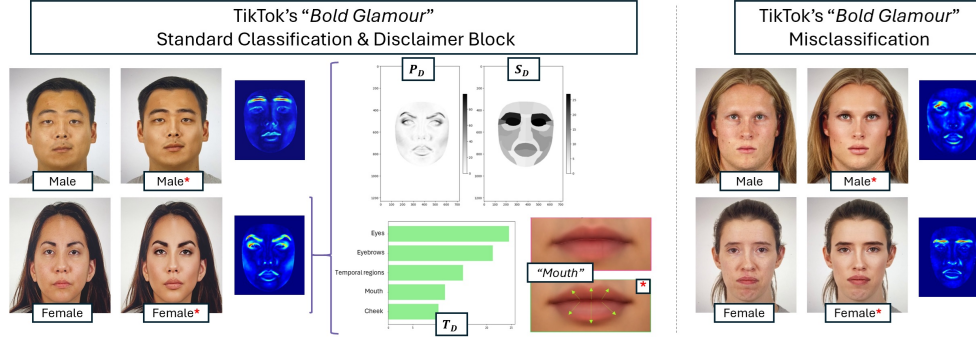 TikTok's "Bold Glamour"
Standard Classification & Disclaimer Block
TikTok's "Bold Glamour"
Misclassification
P_D
S_D
Male
Male*
Female
Female*
Eyes
Eyebrows
Temporal regions
Mouth
Cheek
T_D
"Mouth"
*
Male
Male*
Female
Female*